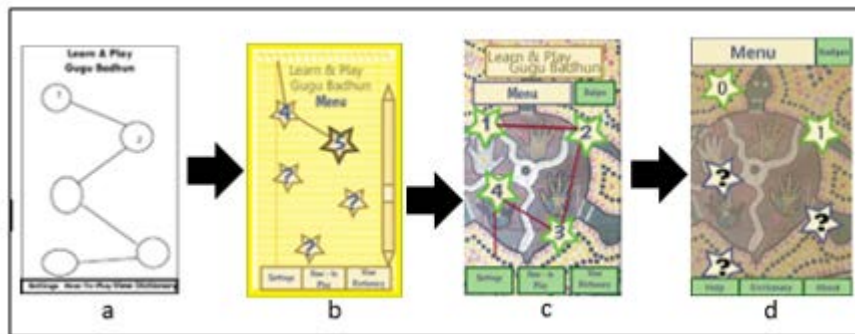 Learn & Play
Gugu Badhun
1
2
Settings How-To-Play View Dictionary
a
Learn & Play
Gugu Badhun
Menu
4
5
?
?
?
Settings
How - to
Play
View
Dictionary
b
Learn & Play
Gugu Badhun
Menu
Badges
1
2
4
3
Settings
How - to
Play
View
Dictionary
c
Menu
Badges
0
1
?
?
?
Help
Dictionary
About
d